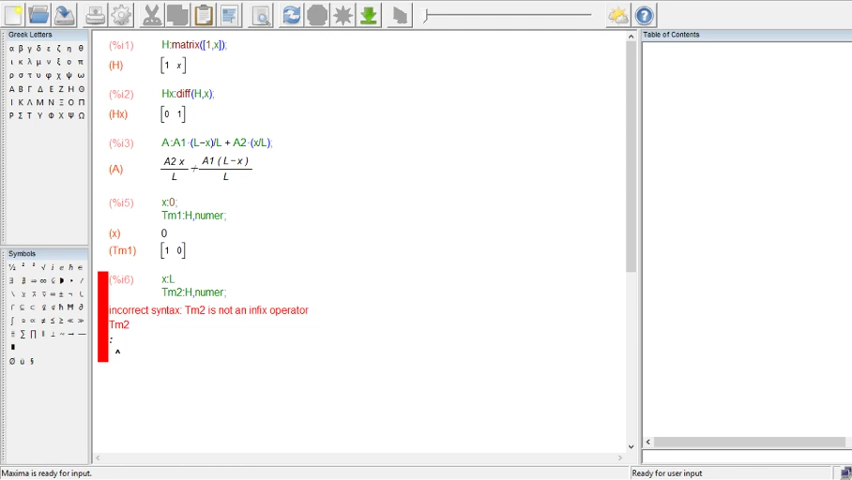 Greek Letters
α β γ δ ε ζ η θ
ι κ λ μ ν ξ ο π
ρ σ τ υ φ χ ψ ω
Α Β Γ Δ Ε Ζ Η Θ
Ι Κ Λ Μ Ν Ξ Ο Π
Ρ Σ Τ Υ Φ Χ Ψ Ω
Symbols
Ø ü §
(%i1) H:matrix([1,x]);
(H) [1 x]
(%i2) Hx:diff(H,x);
(Hx) [0 1]
(%i3) A:A1·(L−x)/L + A2·(x/L);
(A) A2 x / L + A1 ( L − x ) / L
(%i5) x:0;
Tm1:H,numer;
(x) 0
(Tm1) [1 0]
(%i6) x:L
Tm2:H,numer;
incorrect syntax: Tm2 is not an infix operator
Tm2
:
^
Table of Contents
Maxima is ready for input.
Ready for user input